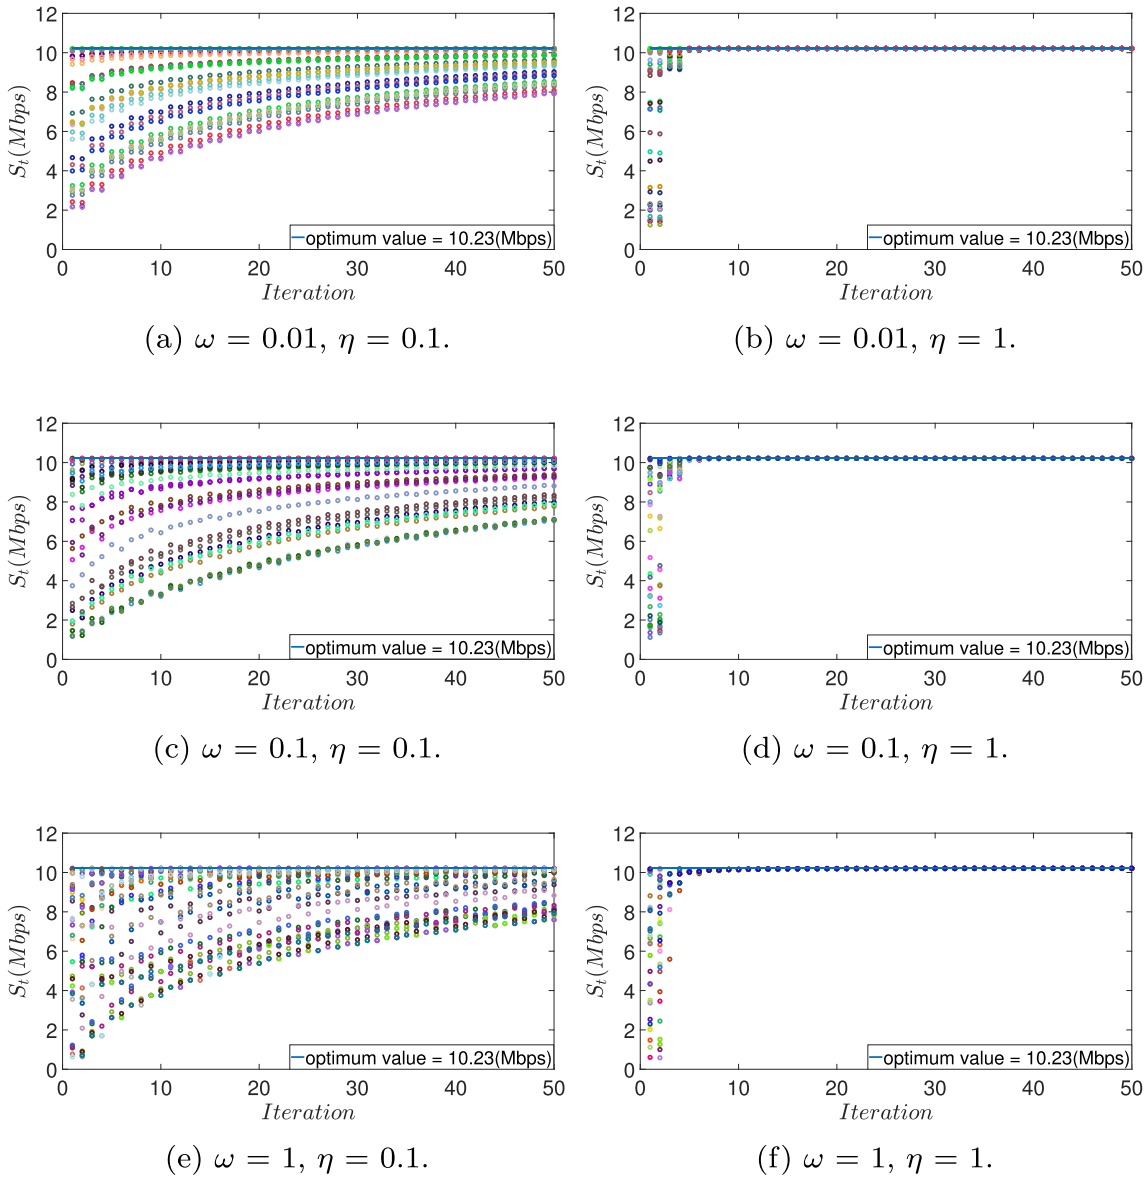 12
10
8
6
4
2
0
S_t(Mbps)
optimum value = 10.23(Mbps)
0 10 20 30 40 50
Iteration
(a) ω = 0.01, η = 0.1.
12
10
8
6
4
2
0
S_t(Mbps)
optimum value = 10.23(Mbps)
0 10 20 30 40 50
Iteration
(b) ω = 0.01, η = 1.
12
10
8
6
4
2
0
S_t(Mbps)
optimum value = 10.23(Mbps)
0 10 20 30 40 50
Iteration
(c) ω = 0.1, η = 0.1.
12
10
8
6
4
2
0
S_t(Mbps)
optimum value = 10.23(Mbps)
0 10 20 30 40 50
Iteration
(d) ω = 0.1, η = 1.
12
10
8
6
4
2
0
S_t(Mbps)
optimum value = 10.23(Mbps)
0 10 20 30 40 50
Iteration
(e) ω = 1, η = 0.1.
12
10
8
6
4
2
0
S_t(Mbps)
optimum value = 10.23(Mbps)
0 10 20 30 40 50
Iteration
(f) ω = 1, η = 1.